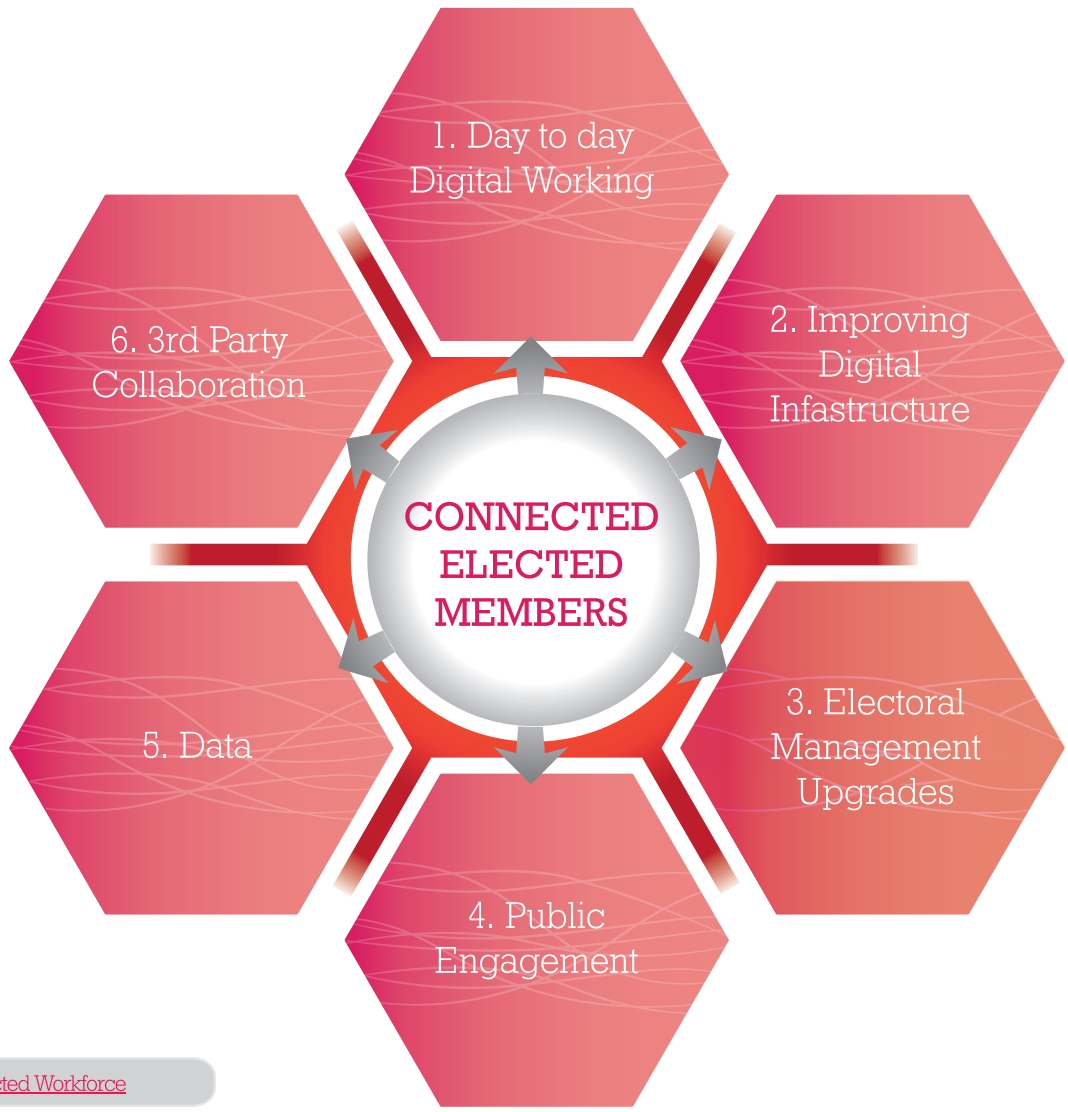 1. Day to day
Digital Working
2. Improving
Digital
Infastructure
3. Electoral
Management
Upgrades
4. Public
Engagement
5. Data
6. 3rd Party
Collaboration
CONNECTED
ELECTED
MEMBERS
Workforce